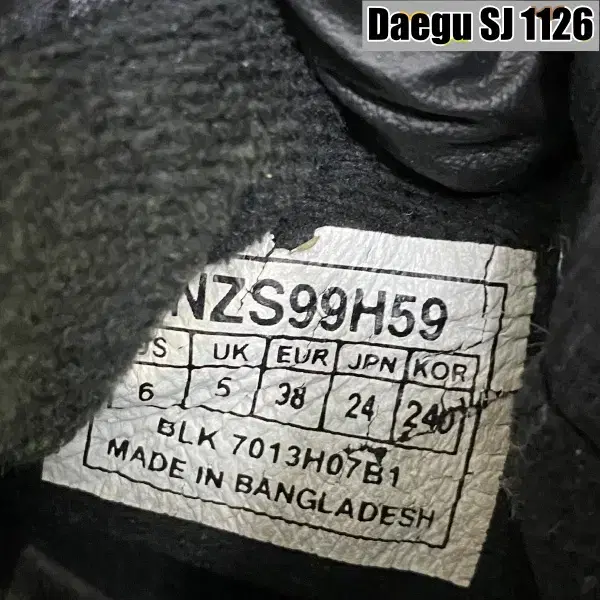 Daegu SJ 1126
NZS99H59
US UK EUR JPN KOR
6 5 38 24 240
BLK 7013H07B1
MADE IN BANGLADESH